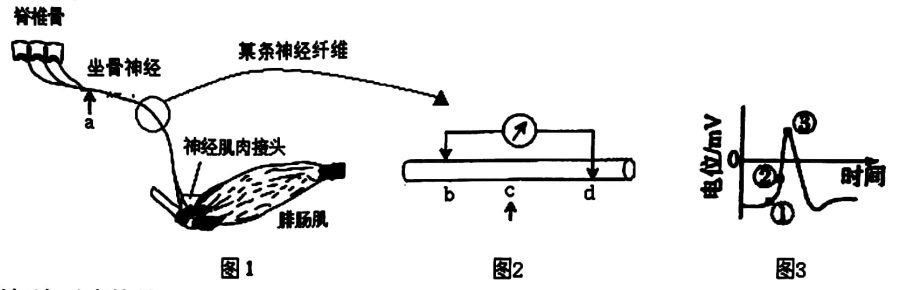 脊椎骨
坐骨神经
某条神经纤维
a
神经肌肉接头
腓肠肌
图1
b
c
d
图2
电位/mV
0
③
②
①
时间
图3